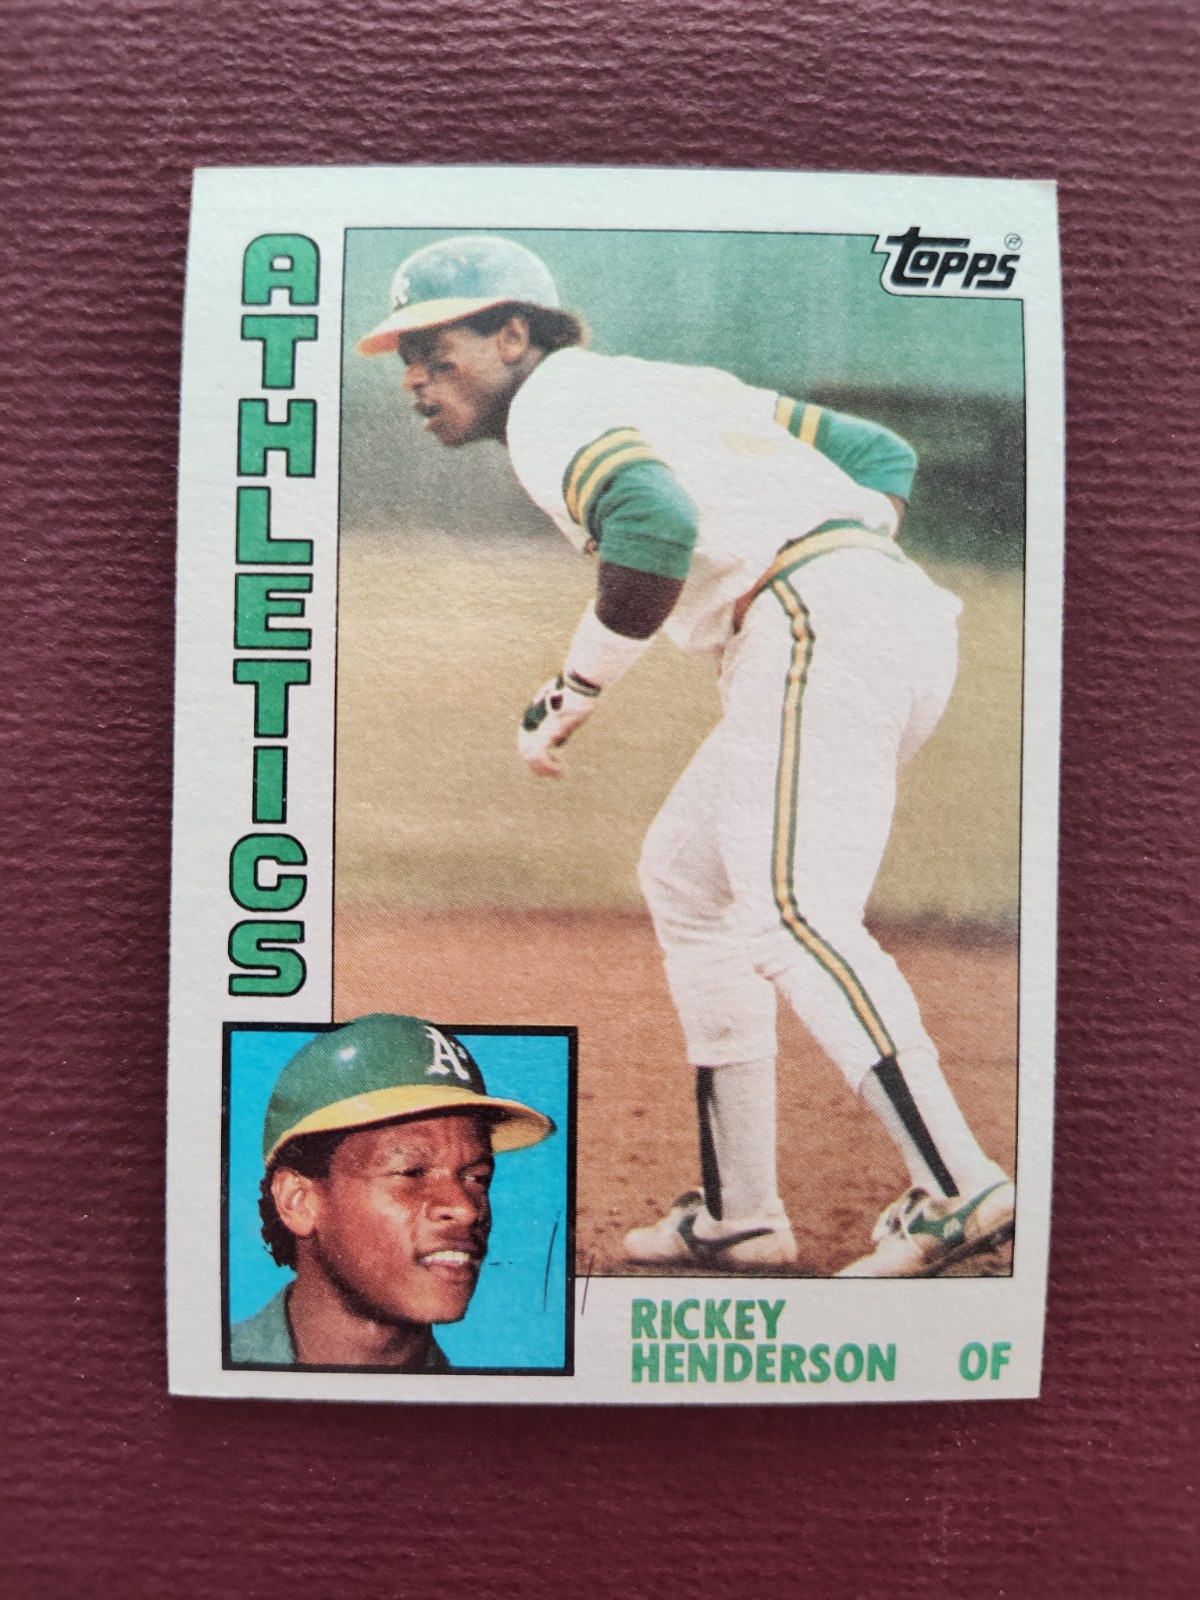 ATHLETICS
topps®
A's
RICKEY
HENDERSON OF